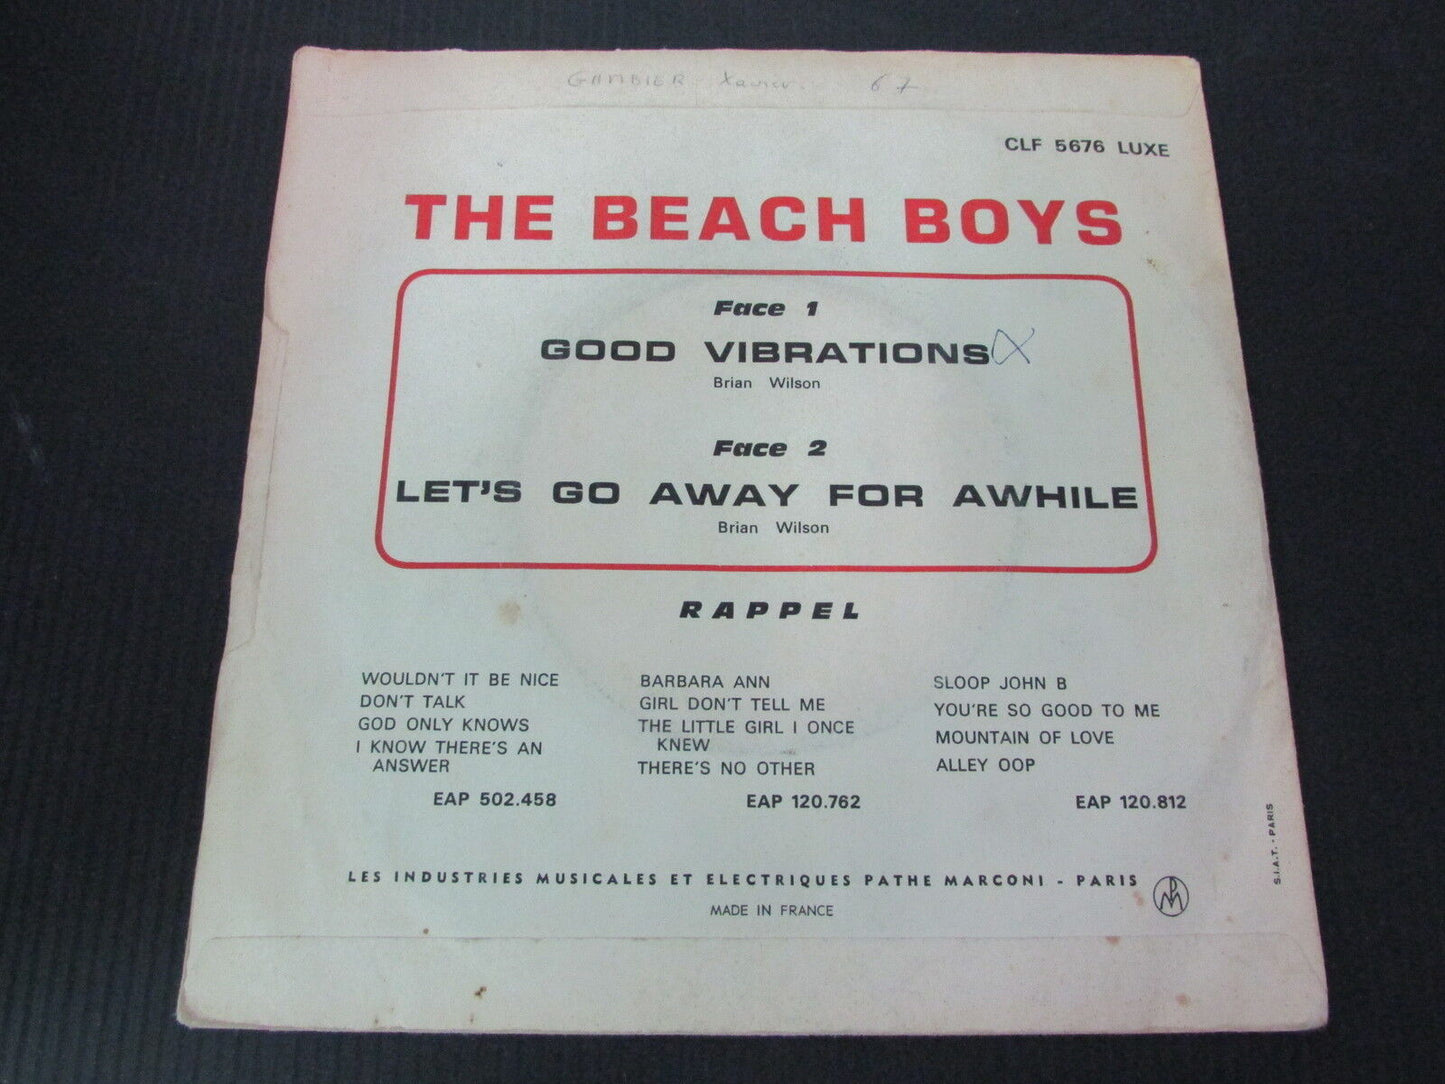 GAMBIER Xavier 67
CLF 5676 LUXE
THE BEACH BOYS
Face 1
GOOD VIBRATIONS
Brian Wilson
Face 2
LET'S GO AWAY FOR AWHILE
Brian Wilson
RAPPEL
WOULDN'T IT BE NICE
DON'T TALK
GOD ONLY KNOWS
I KNOW THERE'S AN
ANSWER
EAP 502.458
BARBARA ANN
GIRL DON'T TELL ME
THE LITTLE GIRL I ONCE
KNEW
THERE'S NO OTHER
EAP 120.762
SLOOP JOHN B
YOU'RE SO GOOD TO ME
MOUNTAIN OF LOVE
ALLEY OOP
EAP 120.812
S.I.A.T. - PARIS
LES INDUSTRIES MUSICALES ET ELECTRIQUES PATHE MARCONI - PARIS
PM
MADE IN FRANCE